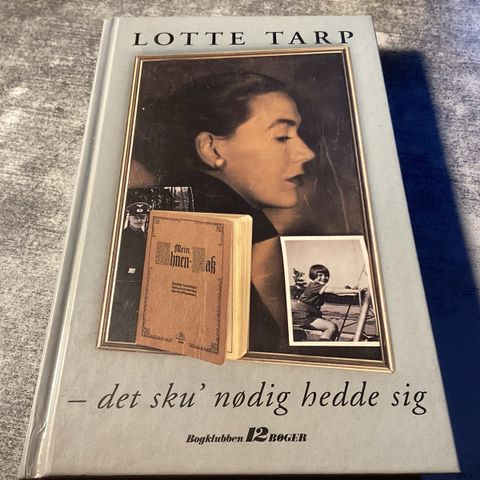 LOTTE TARP
Mein
Ahnen-Paß
– det sku' nødig hedde sig
Bogklubben 12 BØGER